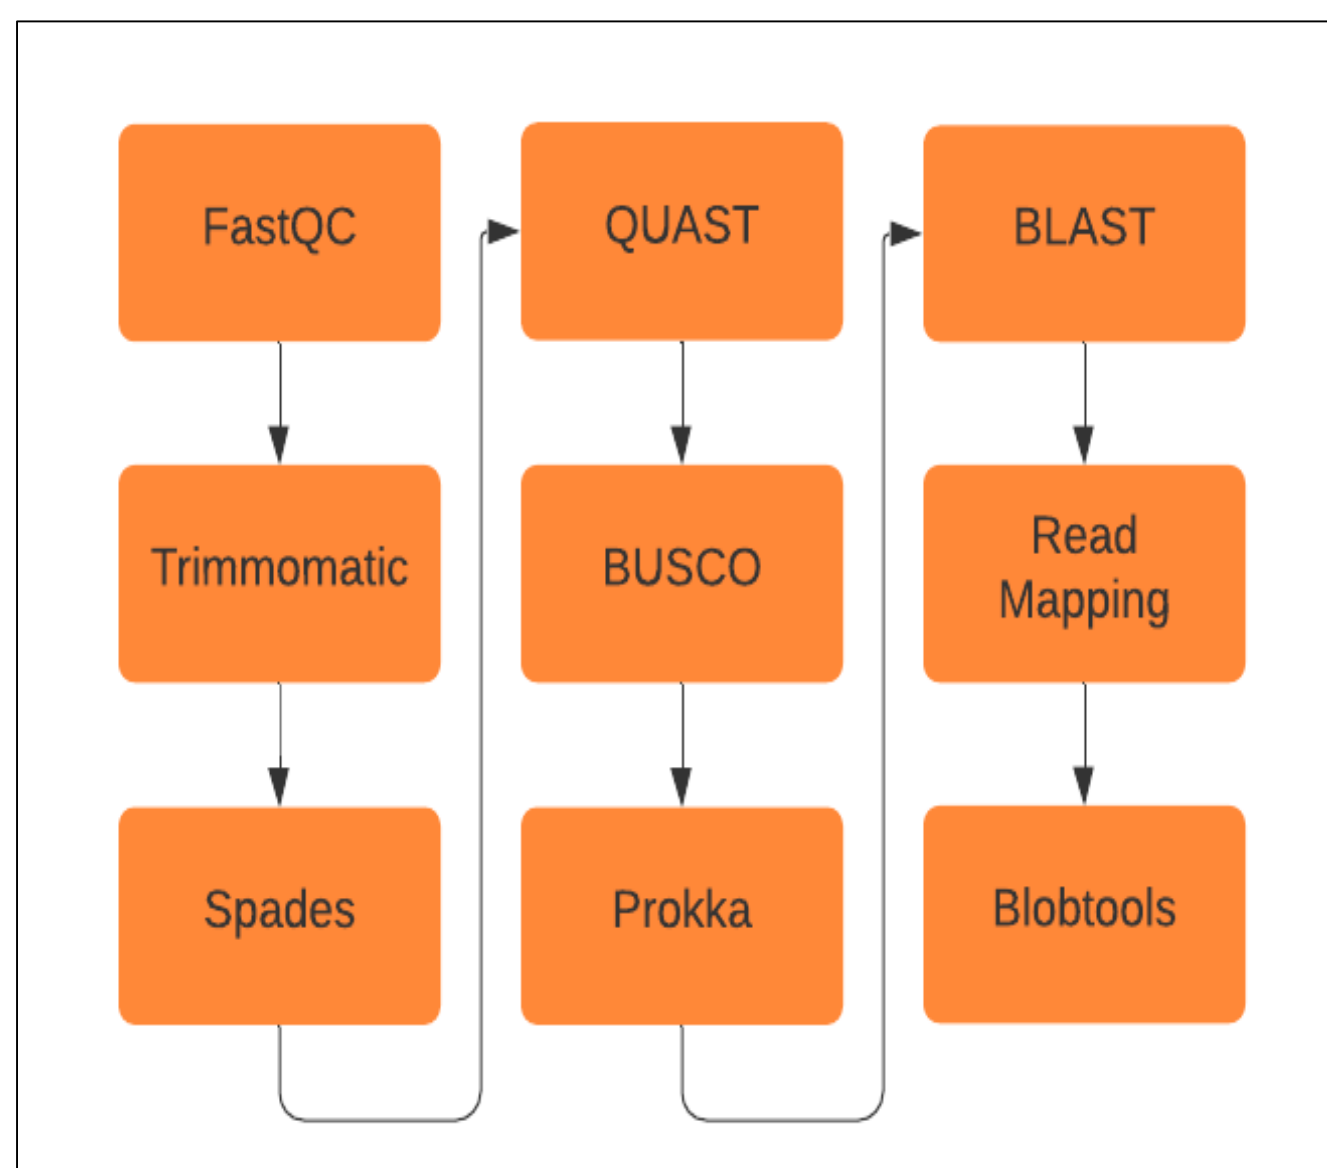 FastQC
Trimmomatic
Spades
QUAST
BUSCO
Prokka
BLAST
Read
Mapping
Blobtools